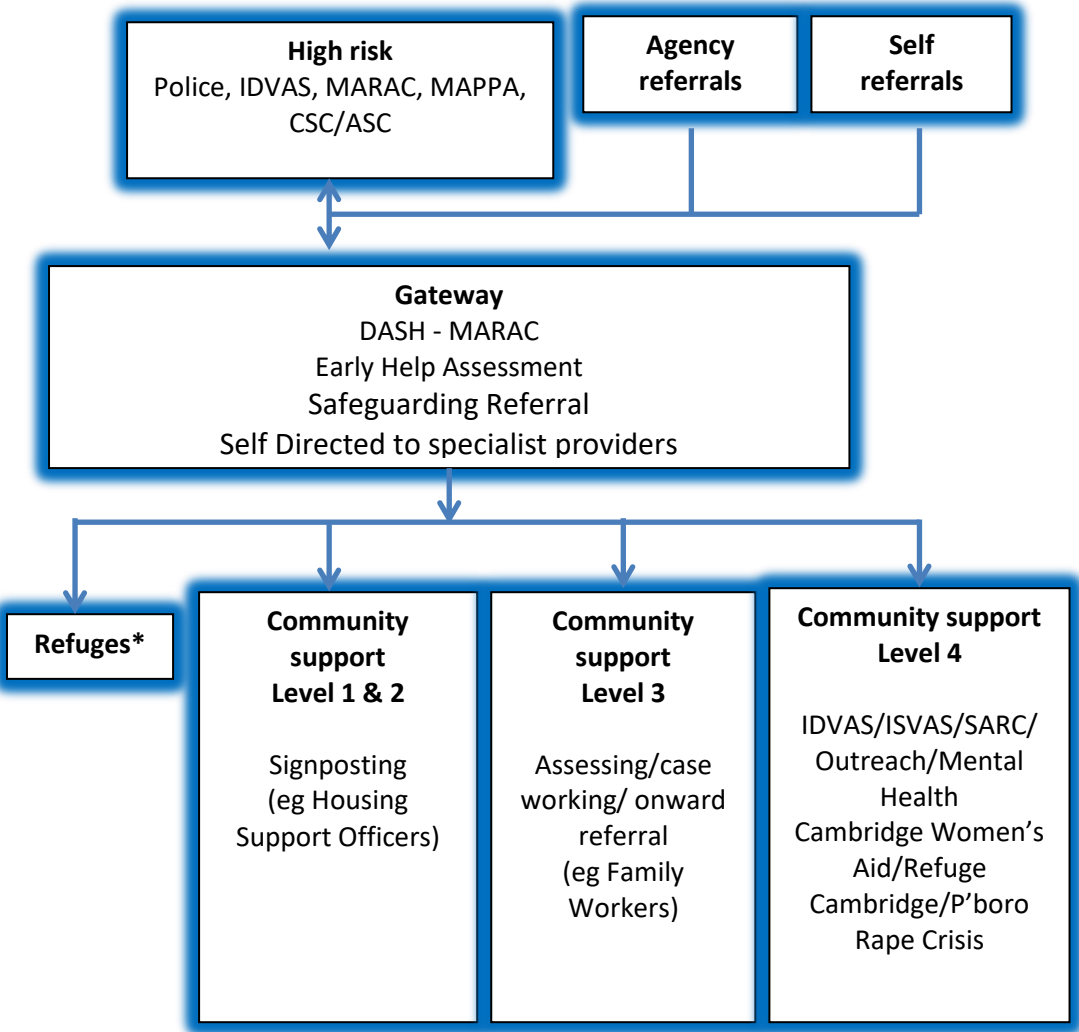 High risk
Police, IDVAS, MARAC, MAPPA,
CSC/ASC
Agency
referrals
Self
referrals
Gateway
DASH - MARAC
Early Help Assessment
Safeguarding Referral
Self Directed to specialist providers
Refuges*
Community
support
Level 1 & 2
Signposting
(eg Housing
Support Officers)
Community
support
Level 3
Assessing/case
working/ onward
referral
(eg Family
Workers)
Community support
Level 4
IDVAS/ISVAS/SARC/
Outreach/Mental
Health
Cambridge Women’s
Aid/Refuge
Cambridge/P’boro
Rape Crisis